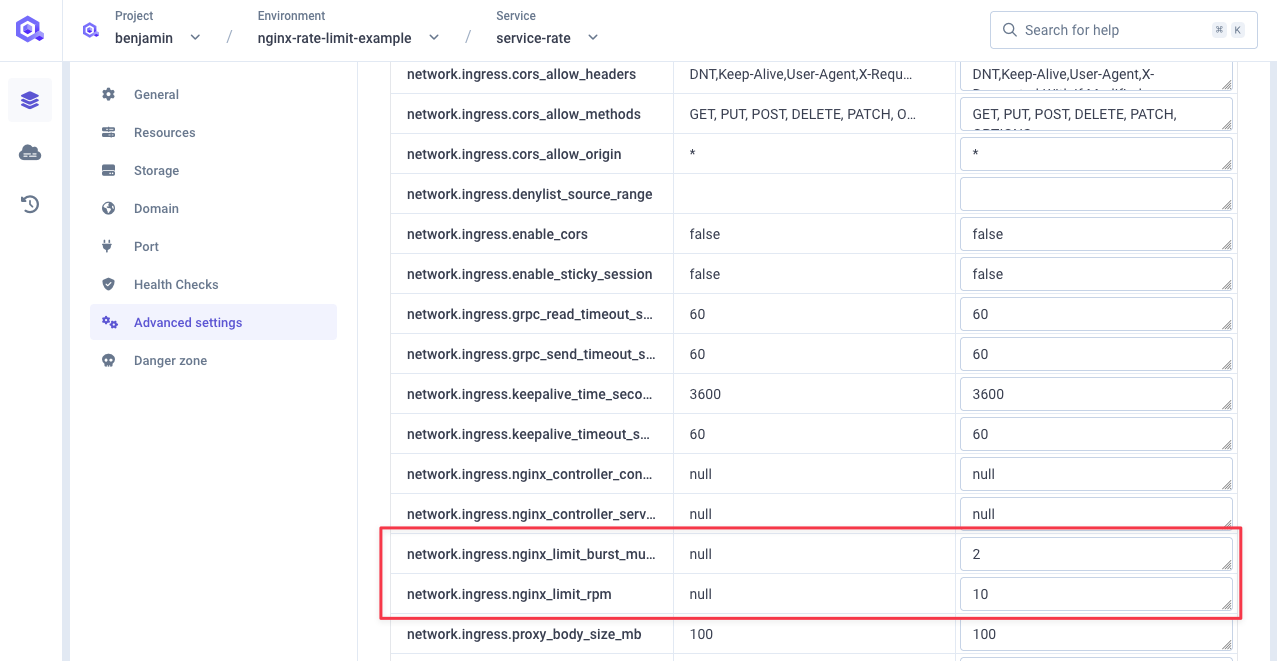 Project
benjamin
/
Environment
nginx-rate-limit-example
/
Service
service-rate
Search for help
⌘ K
General
Resources
Storage
Domain
Port
Health Checks
Advanced settings
Danger zone
network.ingress.cors_allow_headers DNT,Keep-Alive,User-Agent,X-Requ... DNT,Keep-Alive,User-Agent,X-
network.ingress.cors_allow_methods GET, PUT, POST, DELETE, PATCH, O... GET, PUT, POST, DELETE, PATCH,
network.ingress.cors_allow_origin * *
network.ingress.denylist_source_range
network.ingress.enable_cors false false
network.ingress.enable_sticky_session false false
network.ingress.grpc_read_timeout_s... 60 60
network.ingress.grpc_send_timeout_s... 60 60
network.ingress.keepalive_time_seco... 3600 3600
network.ingress.keepalive_timeout_s... 60 60
network.ingress.nginx_controller_con... null null
network.ingress.nginx_controller_serv... null null
network.ingress.nginx_limit_burst_mu... null 2
network.ingress.nginx_limit_rpm null 10
network.ingress.proxy_body_size_mb 100 100